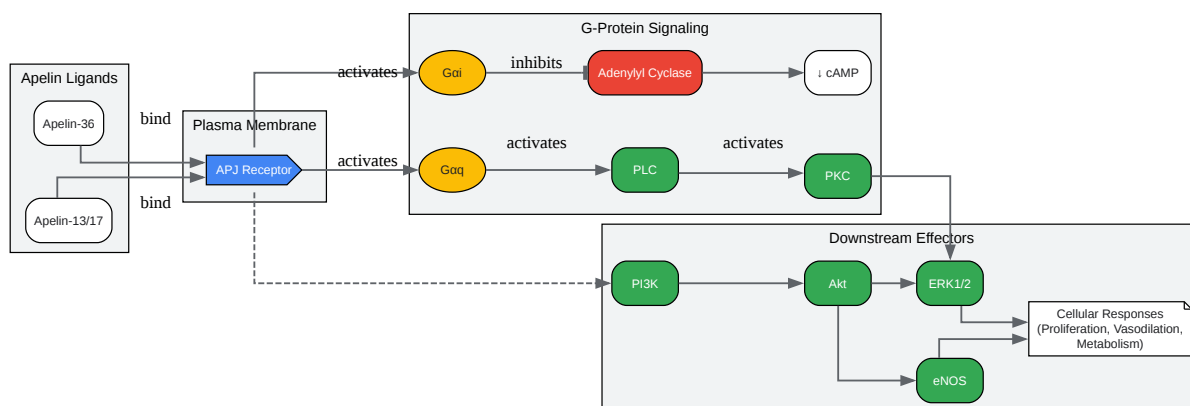 G-Protein Signaling
activates
Gαi
inhibits
Adenylyl Cyclase
↓ cAMP
Apelin Ligands
Apelin-36
bind
Plasma Membrane
APJ Receptor
activates
Gαq
activates
PLC
activates
PKC
Apelin-13/17
bind
Downstream Effectors
PI3K
Akt
ERK1/2
Cellular Responses
(Proliferation, Vasodilation,
Metabolism)
eNOS